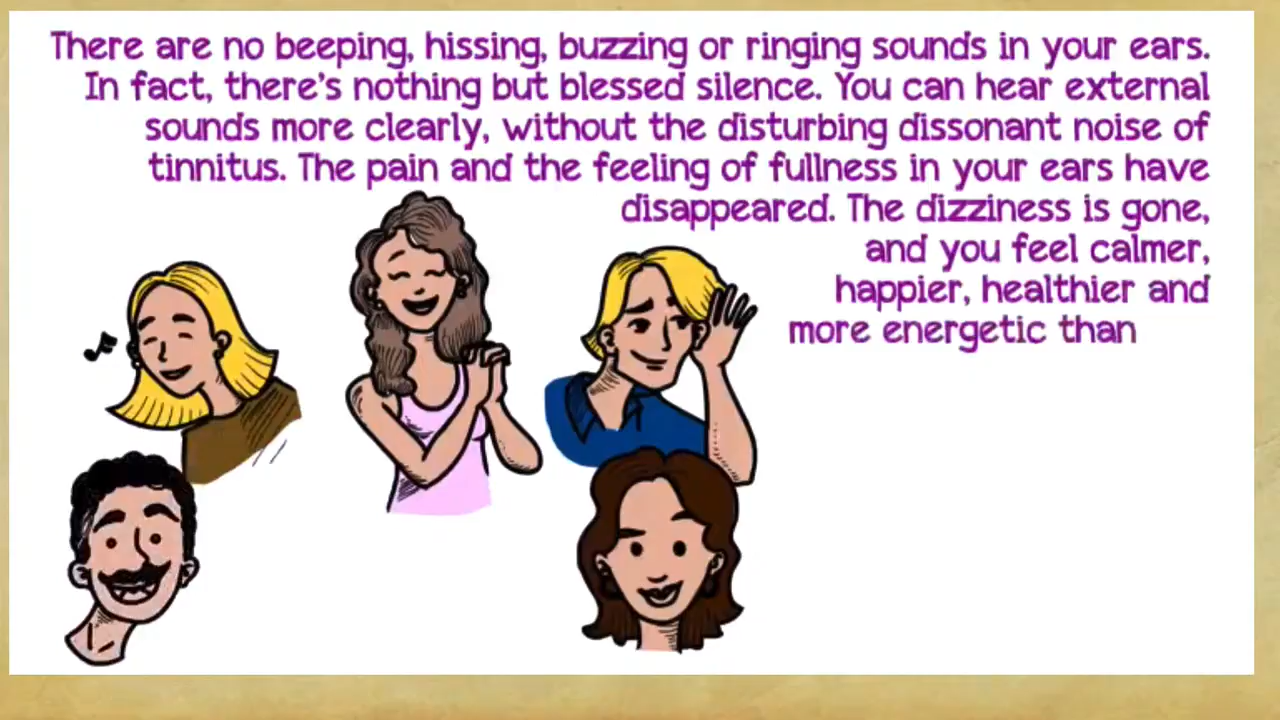 There are no beeping, hissing, buzzing or ringing sounds in your ears.
In fact, there's nothing but blessed silence. You can hear external
sounds more clearly, without the disturbing dissonant noise of
tinnitus. The pain and the feeling of fullness in your ears have
disappeared. The dizziness is gone,
and you feel calmer,
happier, healthier and
more energetic than